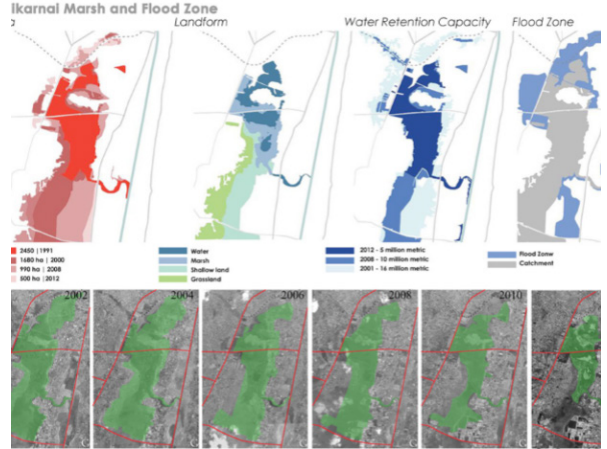 ikarnal Marsh and Flood Zone
a
Landform
Water Retention Capacity
Flood Zone
2450 | 1991
1680 ha | 2000
990 ha | 2008
500 ha | 2012
Water
Marsh
Shallow land
Grassland
2012 - 5 million metric
2008 - 10 million metric
2001 - 16 million metric
Flood Zone
Catchment
2002
2004
2006
2008
2010